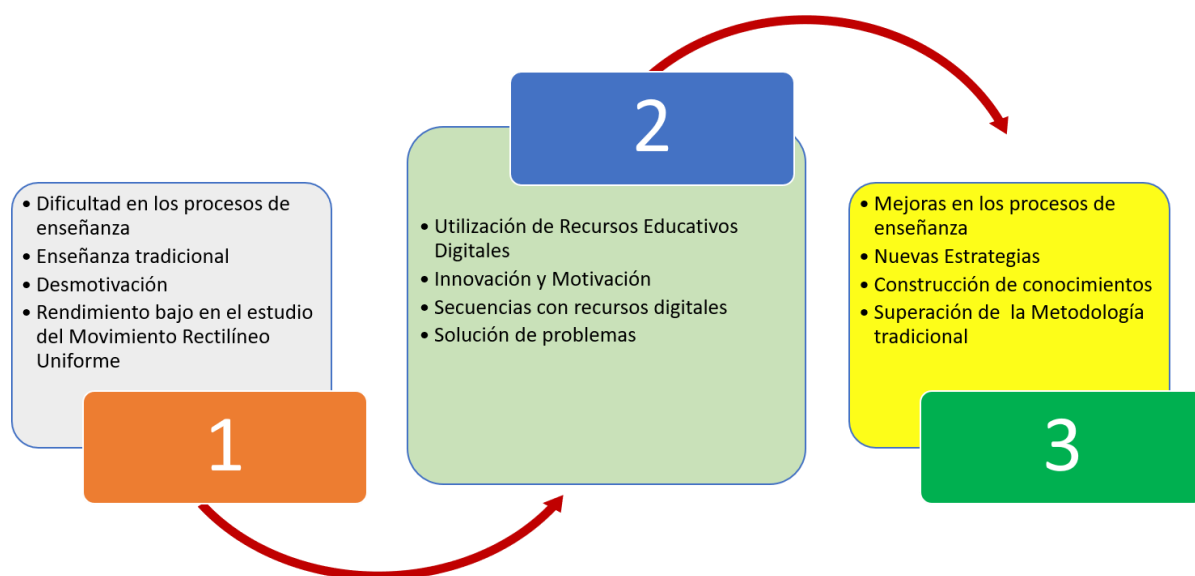 • Dificultad en los procesos de
enseñanza
• Enseñanza tradicional
• Desmotivación
• Rendimiento bajo en el estudio
del Movimiento Rectilíneo
Uniforme
1
2
• Utilización de Recursos Educativos
Digitales
• Innovación y Motivación
• Secuencias con recursos digitales
• Solución de problemas
• Mejoras en los procesos de
enseñanza
• Nuevas Estrategias
• Construcción de conocimientos
• Superación de  la Metodología
tradicional
3